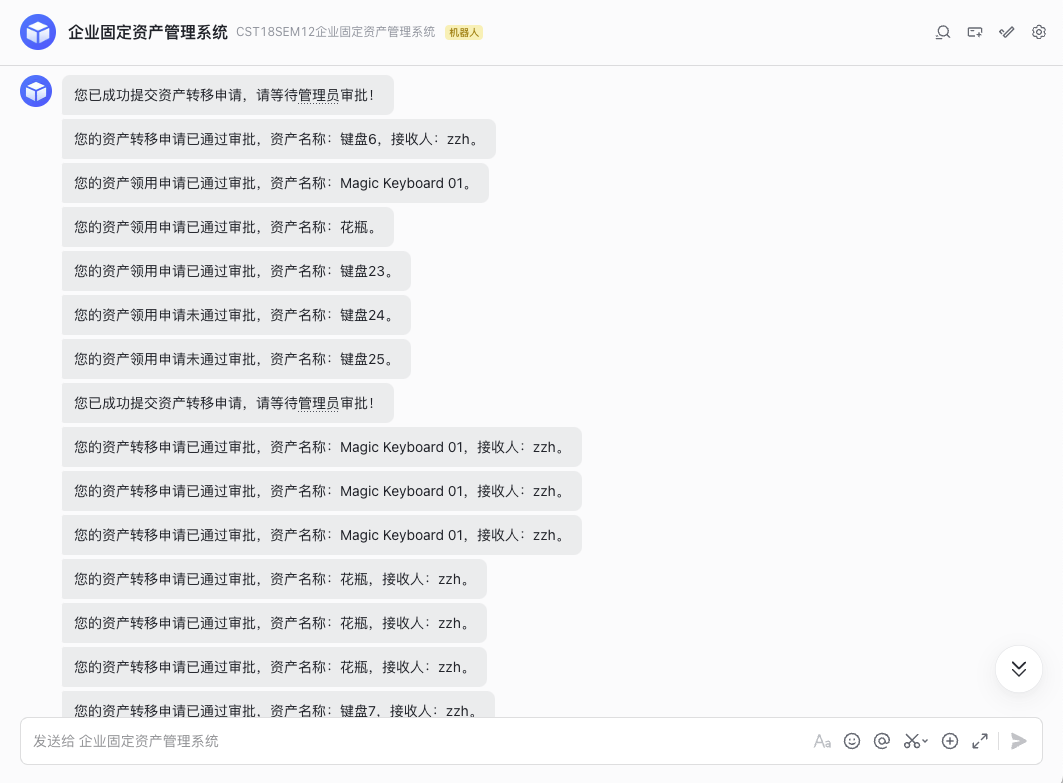 企业固定资产管理系统 CST18SEM12企业固定资产管理系统 机器人
您已成功提交资产转移申请，请等待管理员审批！
您的资产转移申请已通过审批，资产名称：键盘6，接收人：zzh。
您的资产领用申请已通过审批，资产名称：Magic Keyboard 01。
您的资产领用申请已通过审批，资产名称：花瓶。
您的资产领用申请已通过审批，资产名称：键盘23。
您的资产领用申请未通过审批，资产名称：键盘24。
您的资产领用申请未通过审批，资产名称：键盘25。
您已成功提交资产转移申请，请等待管理员审批！
您的资产转移申请已通过审批，资产名称：Magic Keyboard 01，接收人：zzh。
您的资产转移申请已通过审批，资产名称：Magic Keyboard 01，接收人：zzh。
您的资产转移申请已通过审批，资产名称：Magic Keyboard 01，接收人：zzh。
您的资产转移申请已通过审批，资产名称：花瓶，接收人：zzh。
您的资产转移申请已通过审批，资产名称：花瓶，接收人：zzh。
您的资产转移申请已通过审批，资产名称：花瓶，接收人：zzh。
您的资产转移申请已通过审批，资产名称：键盘7，接收人：zzh。
发送给 企业固定资产管理系统 Aa